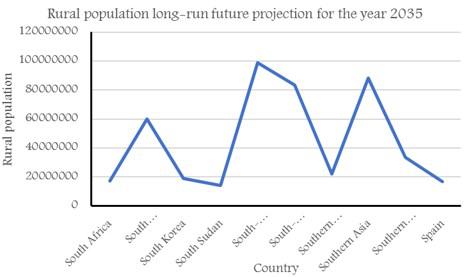 Rural population long-run future projection for the year 2035
120000000
100000000
80000000
60000000
40000000
20000000
0
Rural population
South Africa
South…
South Korea
South Sudan
South-…
South-…
Southern…
Southern Asia
Southern…
Spain
Country